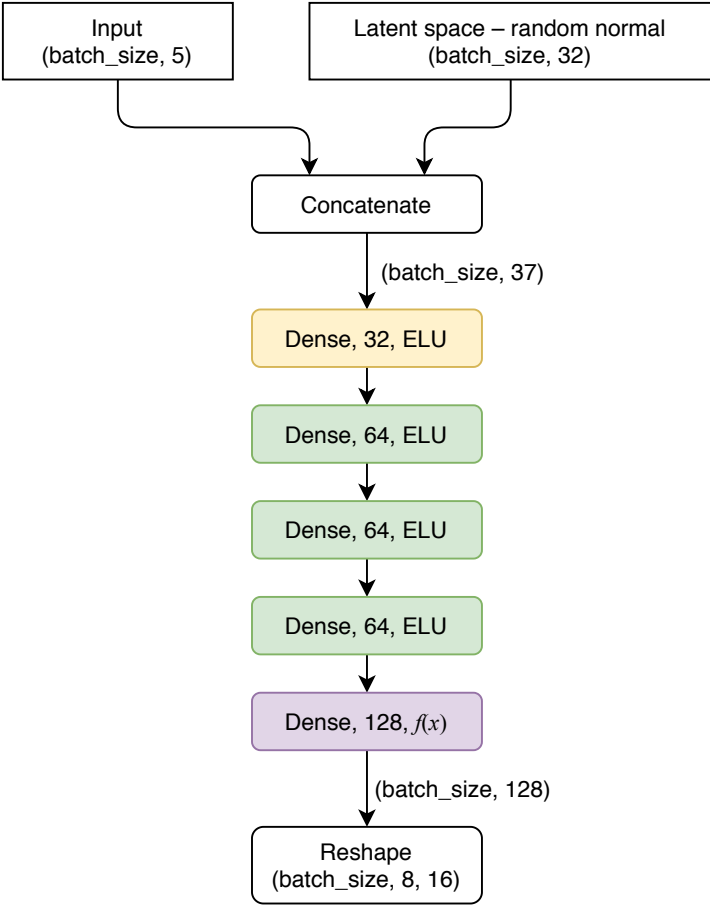 Input
(batch_size, 5)
Latent space – random normal
(batch_size, 32)
Concatenate
(batch_size, 37)
Dense, 32, ELU
Dense, 64, ELU
Dense, 64, ELU
Dense, 64, ELU
Dense, 128, f(x)
(batch_size, 128)
Reshape
(batch_size, 8, 16)